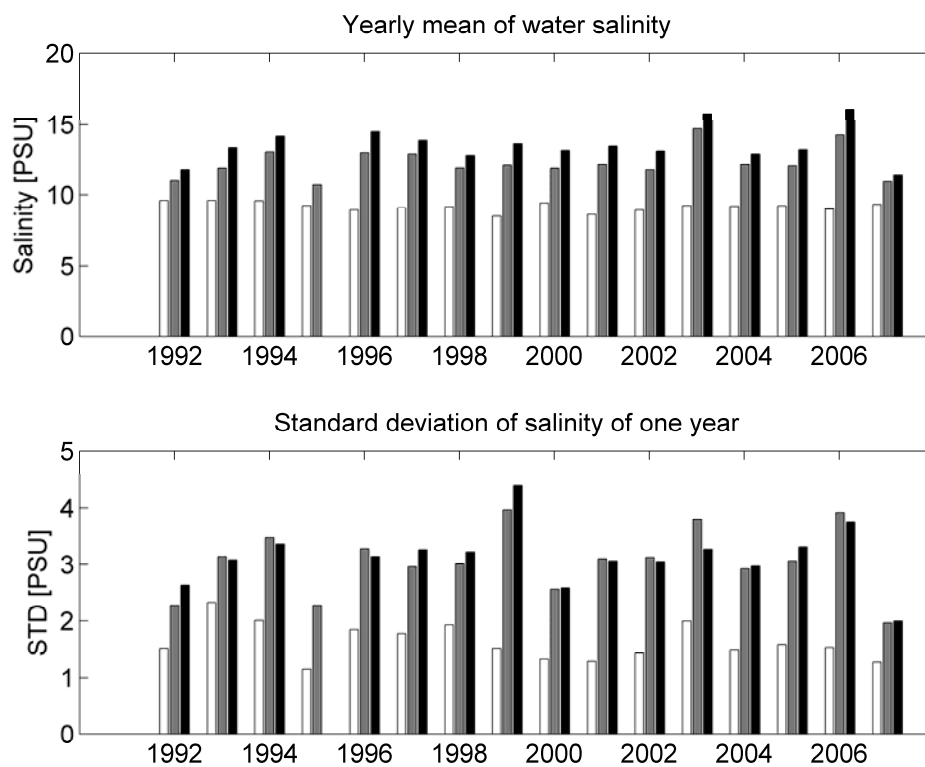 Yearly mean of water salinity
Salinity [PSU]
20
15
10
5
0
1992 1994 1996 1998 2000 2002 2004 2006
Standard deviation of salinity of one year
STD [PSU]
5
4
3
2
1
0
1992 1994 1996 1998 2000 2002 2004 2006